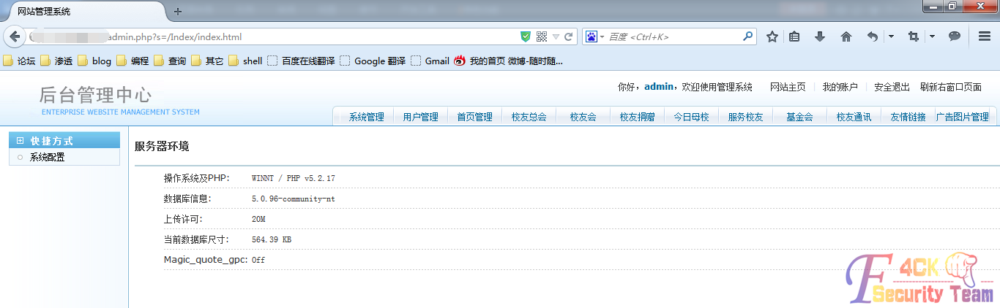 网站管理系统
admin.php?s=/Index/index.html
百度 <Ctrl+K>
论坛 渗透 blog 编程 查询 其它 shell 百度在线翻译 Google 翻译 Gmail 我的首页 微博-随时随...
后台管理中心
ENTERPRISE WEBSITE MANAGEMENT SYSTEM
你好，admin，欢迎使用管理系统 网站主页 我的账户 安全退出 刷新右窗口页面
系统管理 用户管理 首页管理 校友总会 校友会 校友捐赠 今日母校 服务校友 基金会 校友通讯 友情链接 广告图片管理
快捷方式
系统配置
服务器环境
操作系统及PHP: WINNT / PHP v5.2.17
数据库信息: 5.0.96-community-nt
上传许可: 20M
当前数据库尺寸: 564.39 KB
Magic_quote_gpc: Off
F4CK
Security Team